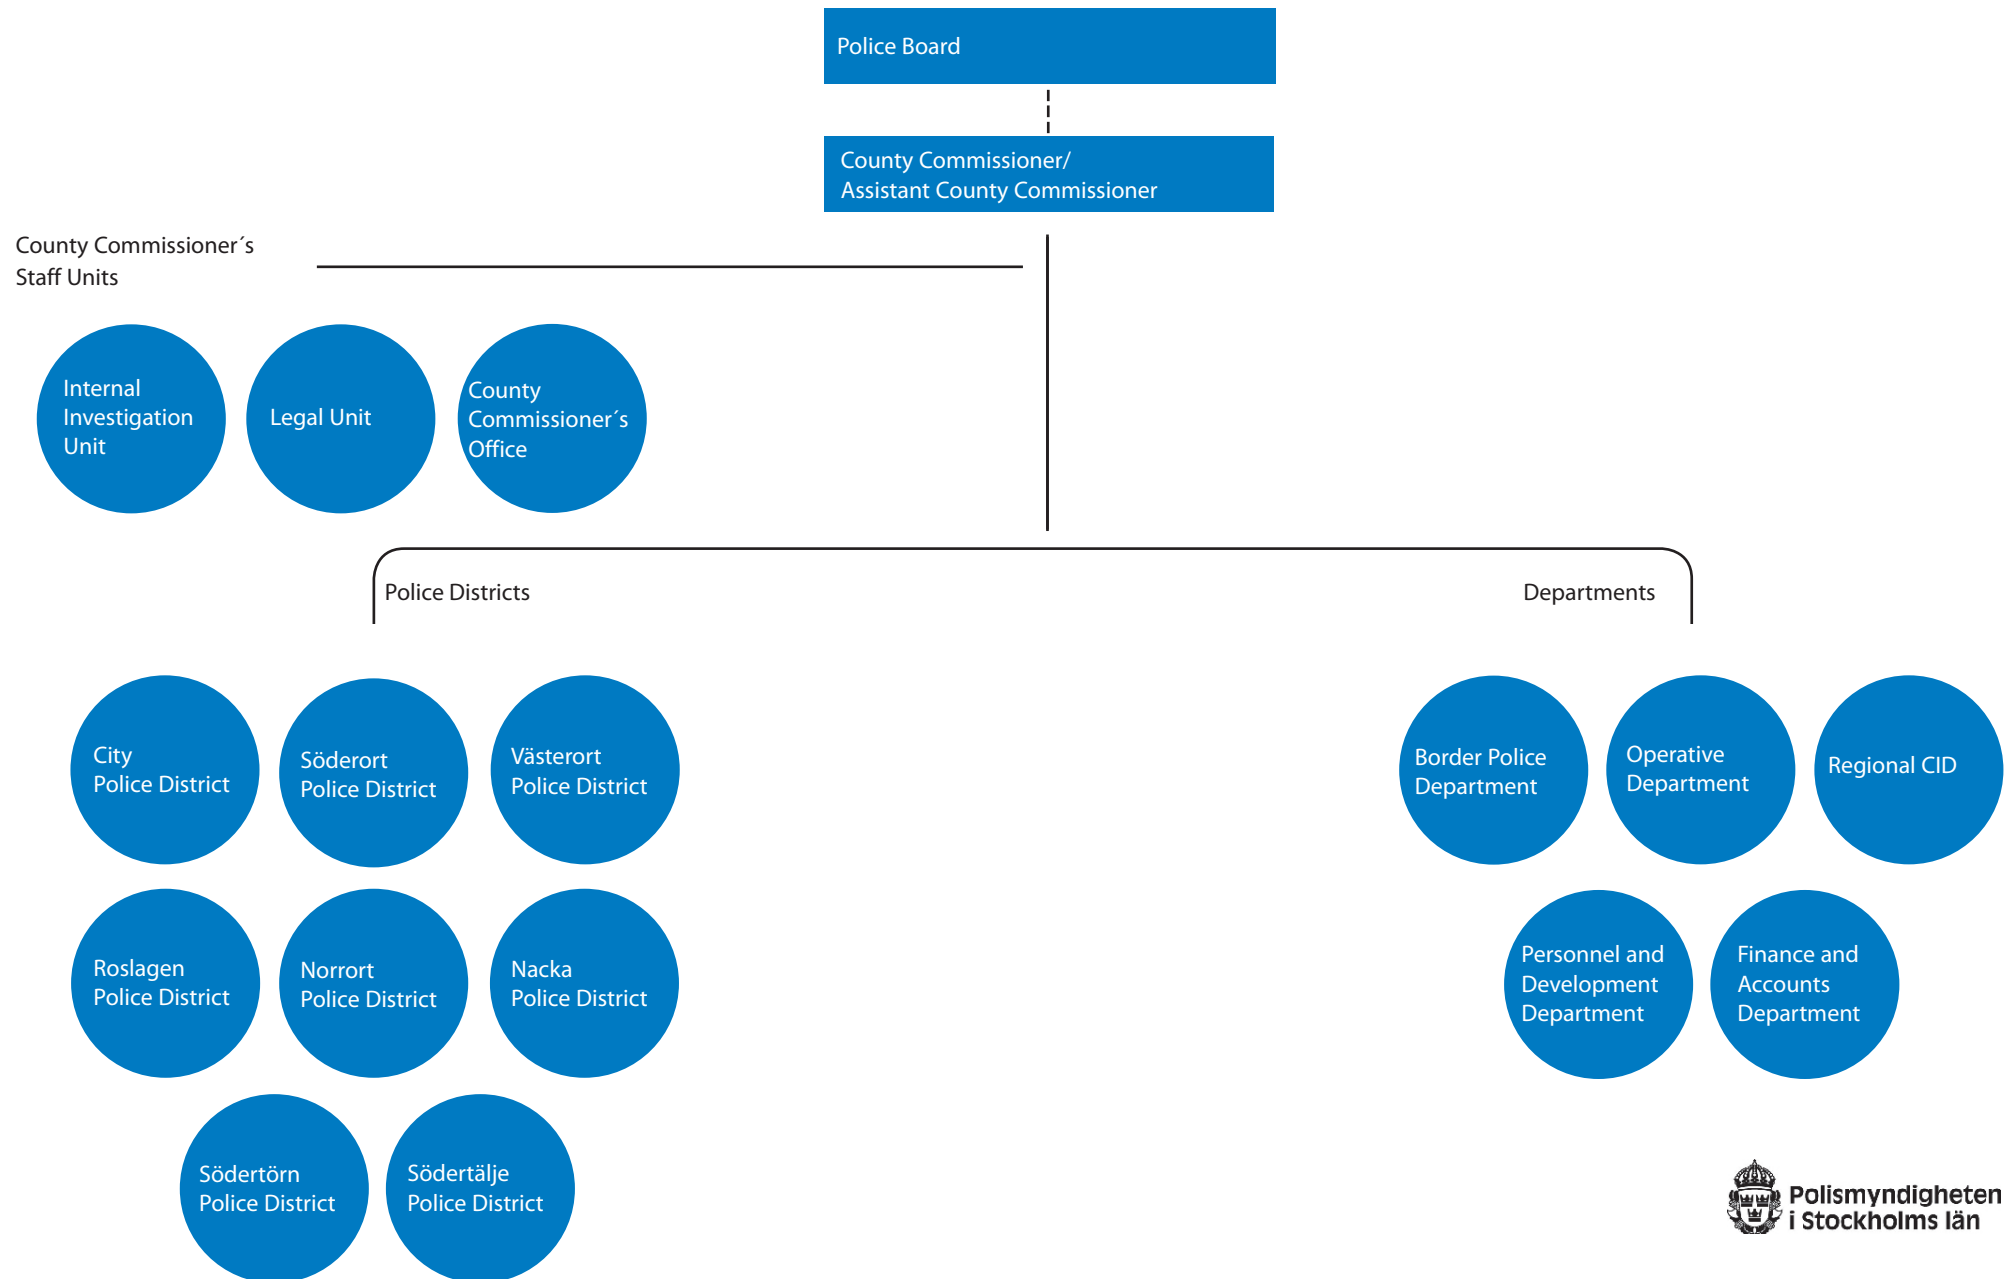 Police Board
County Commissioner/
Assistant County Commissioner
County Commissioner´s
Staff Units
Internal
Investigation
Unit
Legal Unit
County
Commissioner´s
Office
Police Districts
Departments
City
Police District
Söderort
Police District
Västerort
Police District
Border Police
Department
Operative
Department
Regional CID
Roslagen
Police District
Norrort
Police District
Nacka
Police District
Personnel and
Development
Department
Finance and
Accounts
Department
Södertörn
Police District
Södertälje
Police District
Polismyndigheten
i Stockholms län